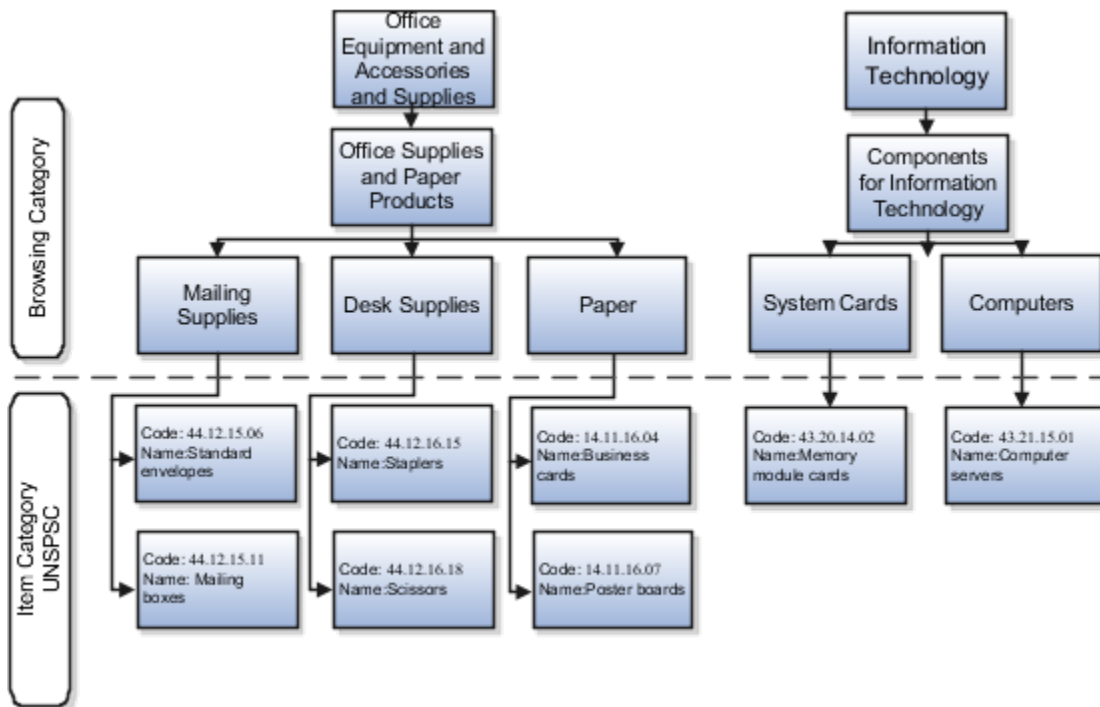 Office
Equipment and
Accessories
and Supplies
Information
Technology
Browsing Category
Office Supplies
and Paper
Products
Components
for Information
Technology
Mailing
Supplies
Desk Supplies
Paper
System Cards
Computers
Item Category
UNSPSC
Code: 44.12.15.06
Name:Standard
envelopes
Code: 44.12.16.15
Name:Staplers
Code: 14.11.16.04
Name:Business
cards
Code: 43.20.14.02
Name:Memory
module cards
Code: 43.21.15.01
Name:Computer
servers
Code: 44.12.15.11
Name: Mailing
boxes
Code: 44.12.16.18
Name:Scissors
Code: 14.11.16.07
Name:Poster boards